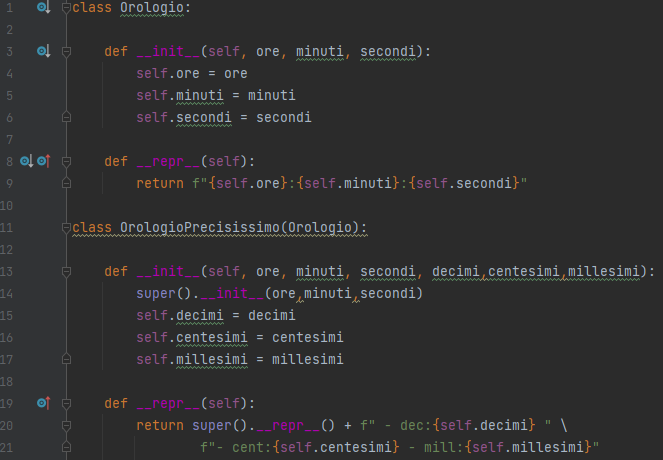 1 class Orologio:
2
3     def __init__(self, ore, minuti, secondi):
4         self.ore = ore
5         self.minuti = minuti
6         self.secondi = secondi
7
8     def __repr__(self):
9         return f"{self.ore}:{self.minuti}:{self.secondi}"
10
11 class OrologioPrecisissimo(Orologio):
12
13     def __init__(self, ore, minuti, secondi, decimi,centesimi,millesimi):
14         super().__init__(ore,minuti,secondi)
15         self.decimi = decimi
16         self.centesimi = centesimi
17         self.millesimi = millesimi
18
19     def __repr__(self):
20         return super().__repr__() + f" - dec:{self.decimi} " \
21                 f"- cent:{self.centesimi} - mill:{self.millesimi}"